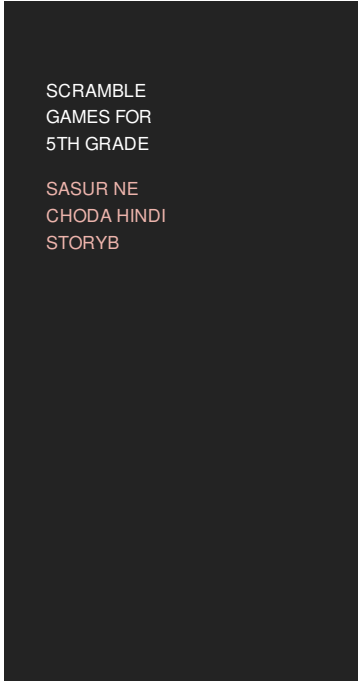 SCRAMBLE
GAMES FOR
5TH GRADE
SASUR NE
CHODA HINDI
STORYB